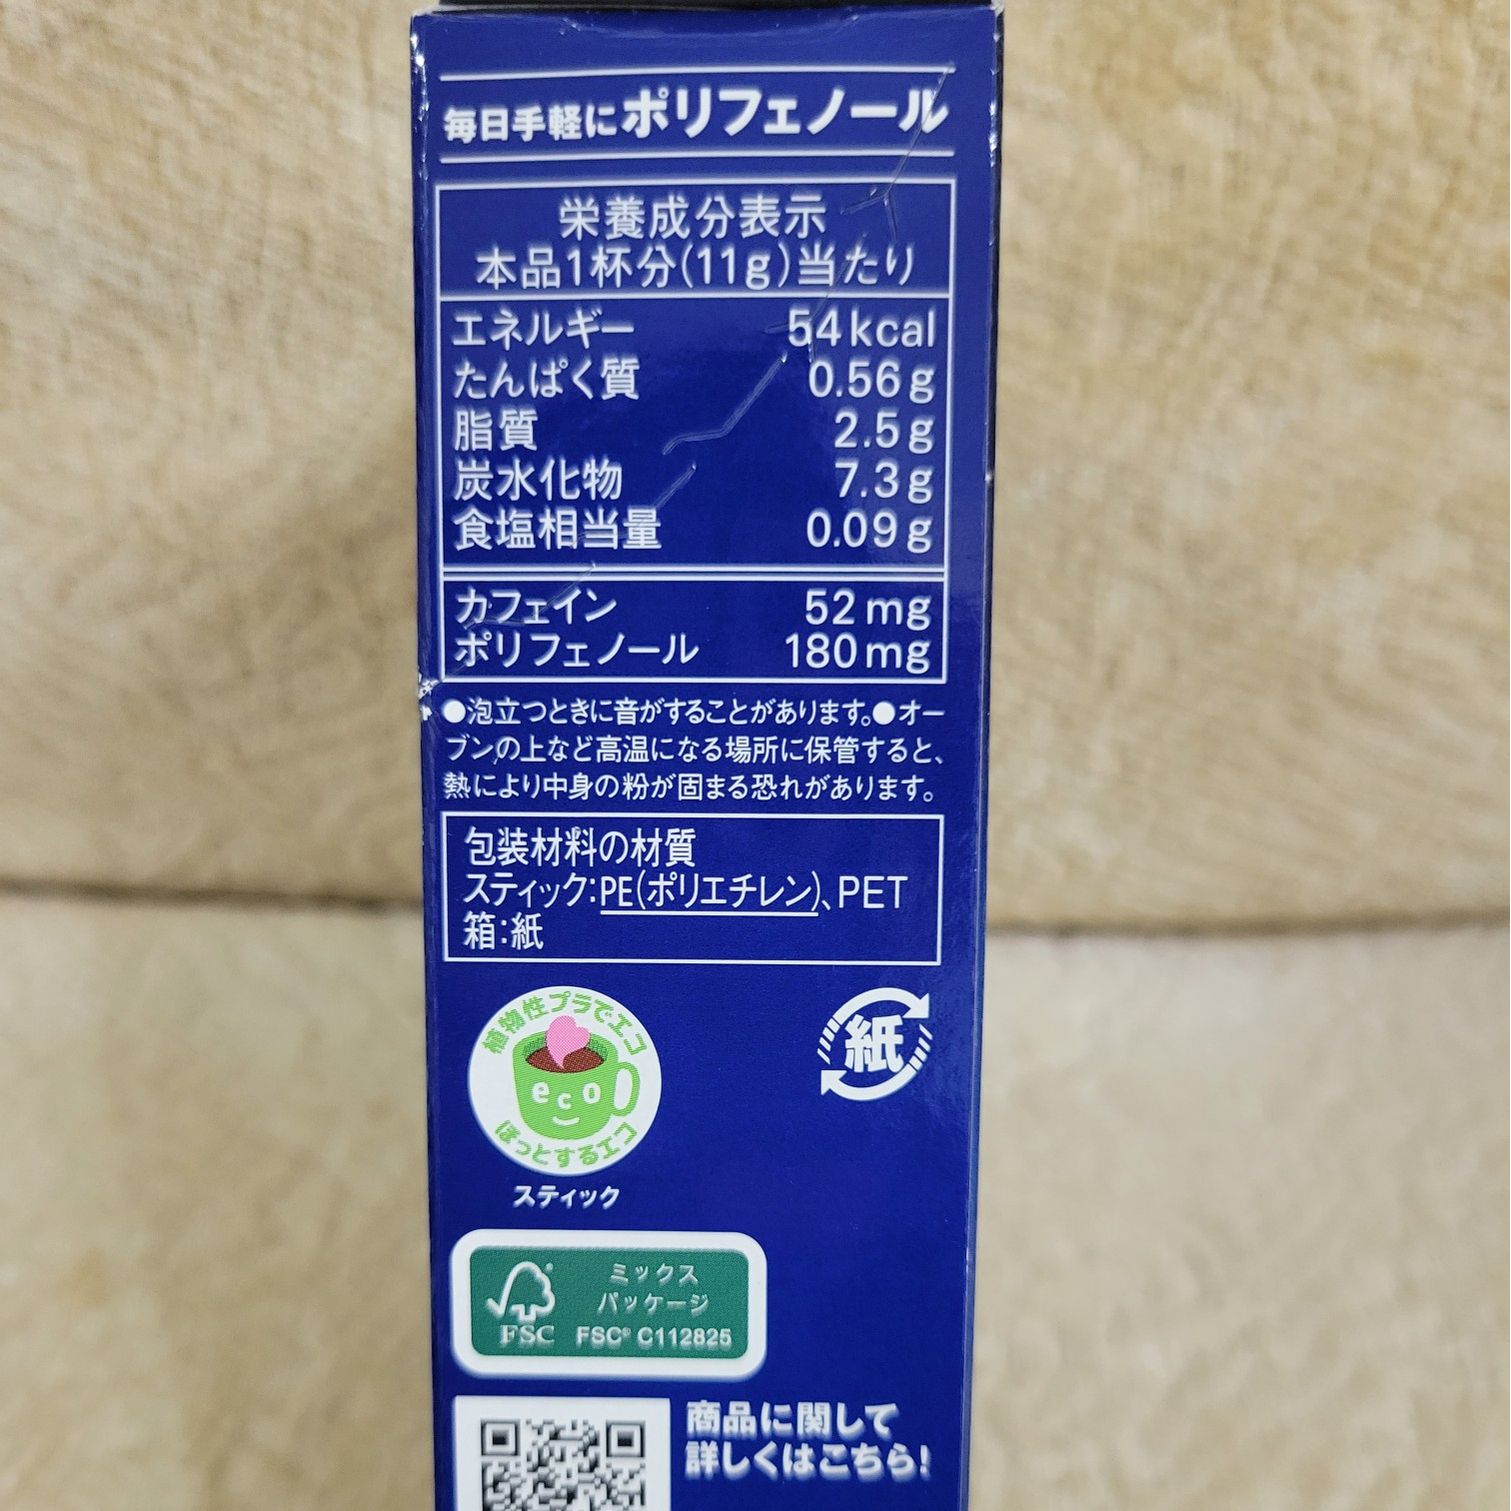 毎日手軽にポリフェノール
栄養成分表示
本品1杯分(11g)当たり
エネルギー 54kcal
たんぱく質 0.56g
脂質 2.5g
炭水化物 7.3g
食塩相当量 0.09g
カフェイン 52mg
ポリフェノール 180mg
●泡立つときに音がすることがあります。●オー
ブンの上など高温になる場所に保管すると、
熱により中身の粉が固まる恐れがあります。
包装材料の材質
スティック:PE(ポリエチレン)、PET
箱:紙
植物性プラでエコ
eco
ほっとするエコ
スティック
紙
ミックス
パッケージ
FSC
FSC® C112825
商品に関して
詳しくはこちら!